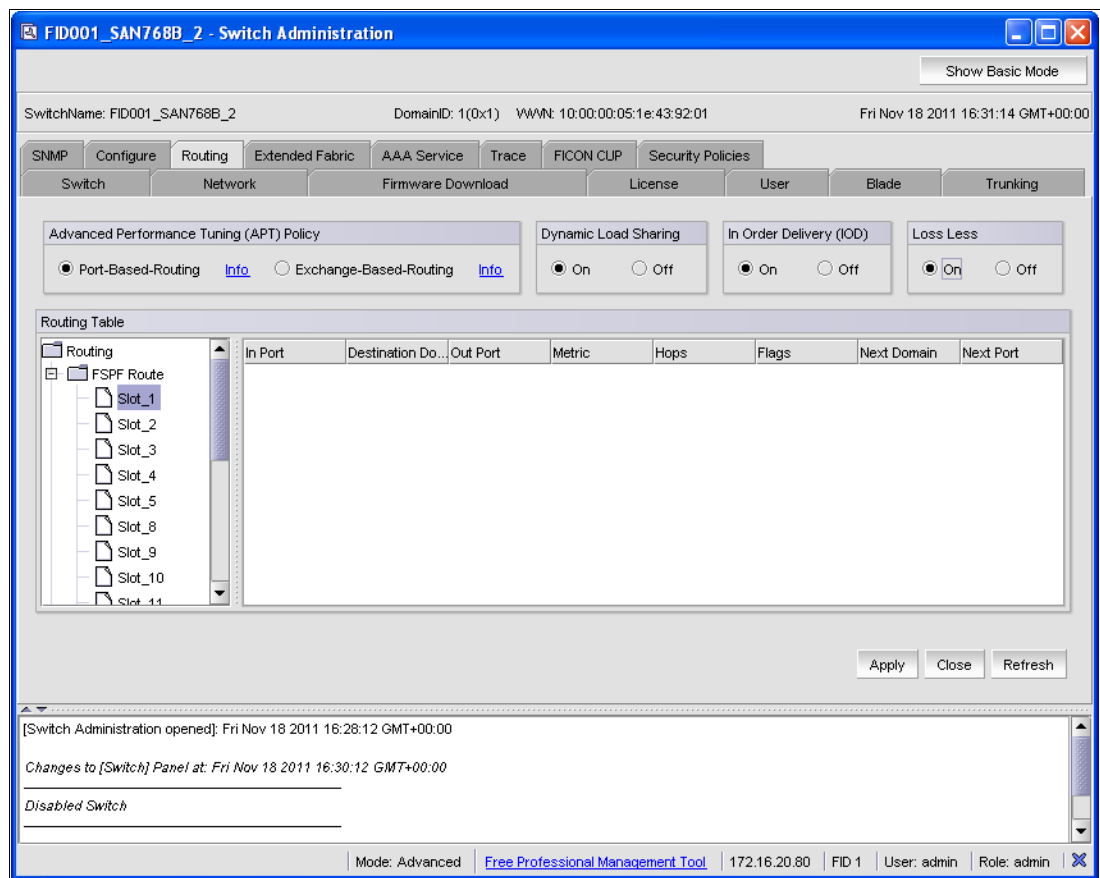 FID001_SAN768B_2 - Switch Administration
Show Basic Mode
SwitchName: FID001_SAN768B_2 DomainID: 1(0x1) WWN: 10:00:00:05:1e:43:92:01 Fri Nov 18 2011 16:31:14 GMT+00:00
SNMP Configure Routing Extended Fabric AAA Service Trace FICON CUP Security Policies
Switch Network Firmware Download License User Blade Trunking
Advanced Performance Tuning (APT) Policy Dynamic Load Sharing In Order Delivery (IOD) Loss Less
Port-Based-Routing Info Exchange-Based-Routing Info On Off On Off On Off
Routing Table
Routing In Port Destination Do... Out Port Metric Hops Flags Next Domain Next Port
FSPF Route
Slot_1
Slot_2
Slot_3
Slot_4
Slot_5
Slot_8
Slot_9
Slot_10
Slot_11
Apply Close Refresh
[Switch Administration opened]: Fri Nov 18 2011 16:28:12 GMT+00:00
Changes to [Switch] Panel at: Fri Nov 18 2011 16:30:12 GMT+00:00
Disabled Switch
Mode: Advanced Free Professional Management Tool 172.16.20.80 FID 1 User: admin Role: admin